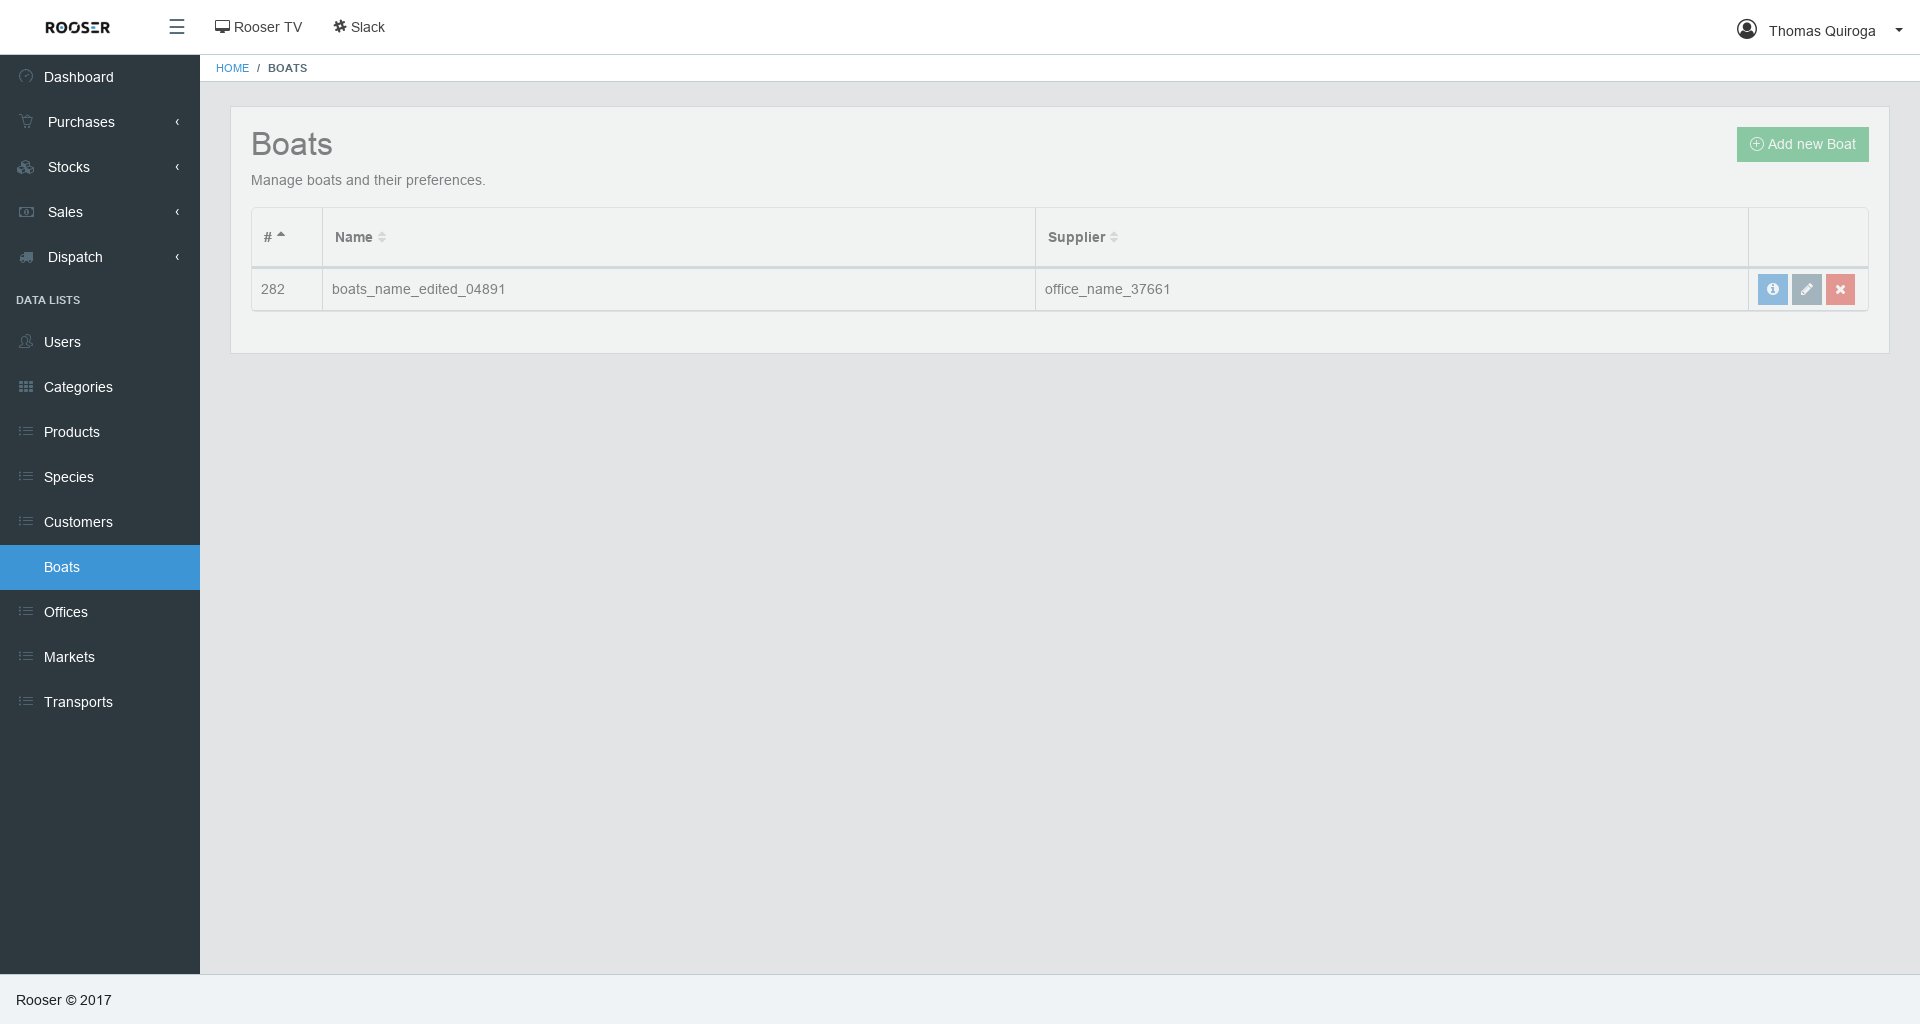 ROOSER
Rooser TV
Slack
Thomas Quiroga
HOME / BOATS
Dashboard
Purchases
Stocks
Sales
Dispatch
DATA LISTS
Users
Categories
Products
Species
Customers
Boats
Offices
Markets
Transports
Boats
Add new Boat
Manage boats and their preferences.
# Name Supplier
282 boats_name_edited_04891 office_name_37661
Rooser © 2017